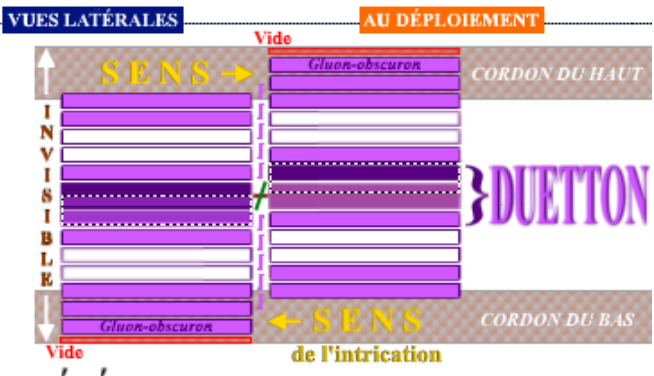 VUES LATÉRALES
AU DÉPLOIEMENT
Vide
Gluon-obscuron
SENS
CORDON DU HAUT
INVISIBLE
DUETTON
Gluon-obscuron
SENS
CORDON DU BAS
Vide
de l'intrication